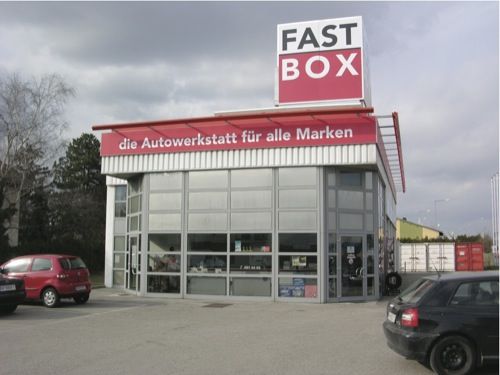 FAST
BOX
die Autowerkstatt für alle Marken